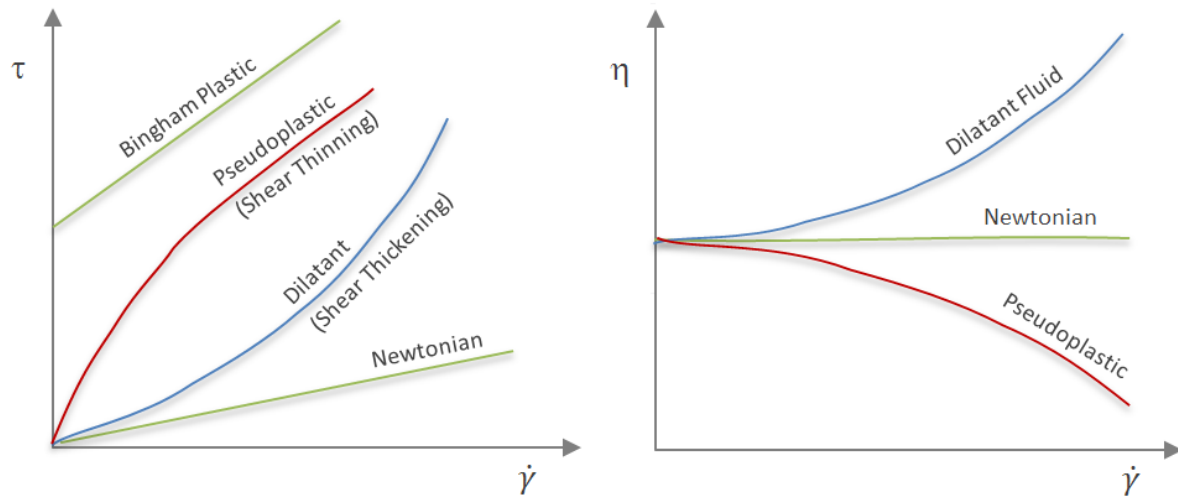 τ
Bingham Plastic
Pseudoplastic
(Shear Thinning)
Dilatant
(Shear Thickening)
Newtonian
γ̇
η
Dilatant Fluid
Newtonian
Pseudoplastic
γ̇